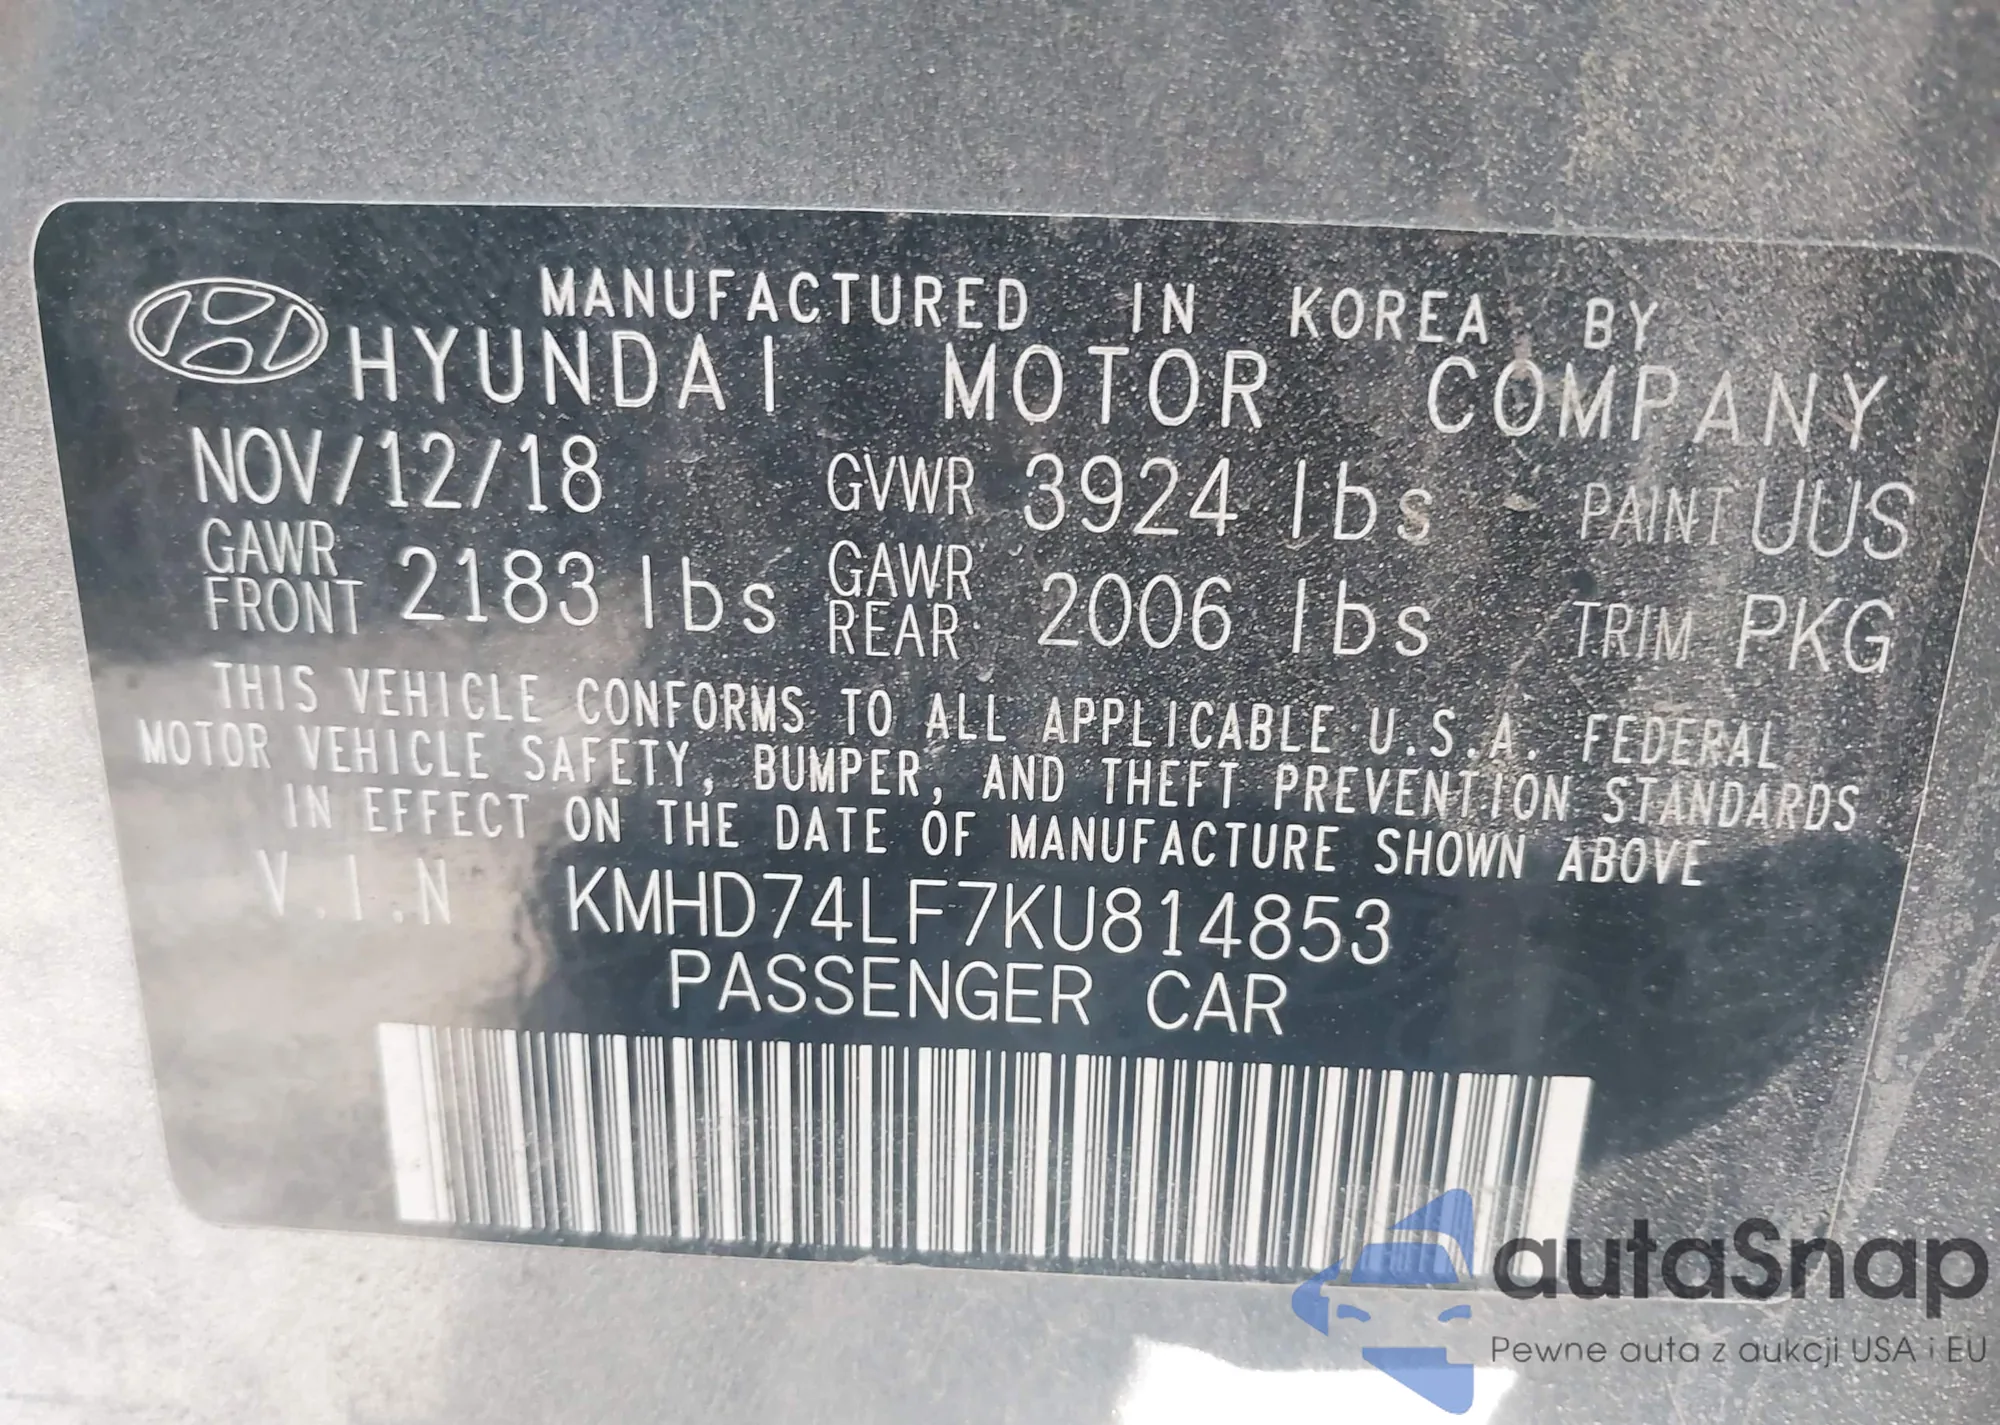 MANUFACTURED IN KOREA BY
HYUNDAI MOTOR COMPANY
NOV/12/18 GVWR 3924 lbs PAINT UUS
GAWR FRONT 2183 lbs GAWR REAR 2006 lbs TRIM PKG
THIS VEHICLE CONFORMS TO ALL APPLICABLE U.S.A. FEDERAL
MOTOR VEHICLE SAFETY, BUMPER, AND THEFT PREVENTION STANDARDS
IN EFFECT ON THE DATE OF MANUFACTURE SHOWN ABOVE
V.I.N KMHD74LF7KU814853
PASSENGER CAR
autaSnap
Pewne auta z aukcji USA i EU